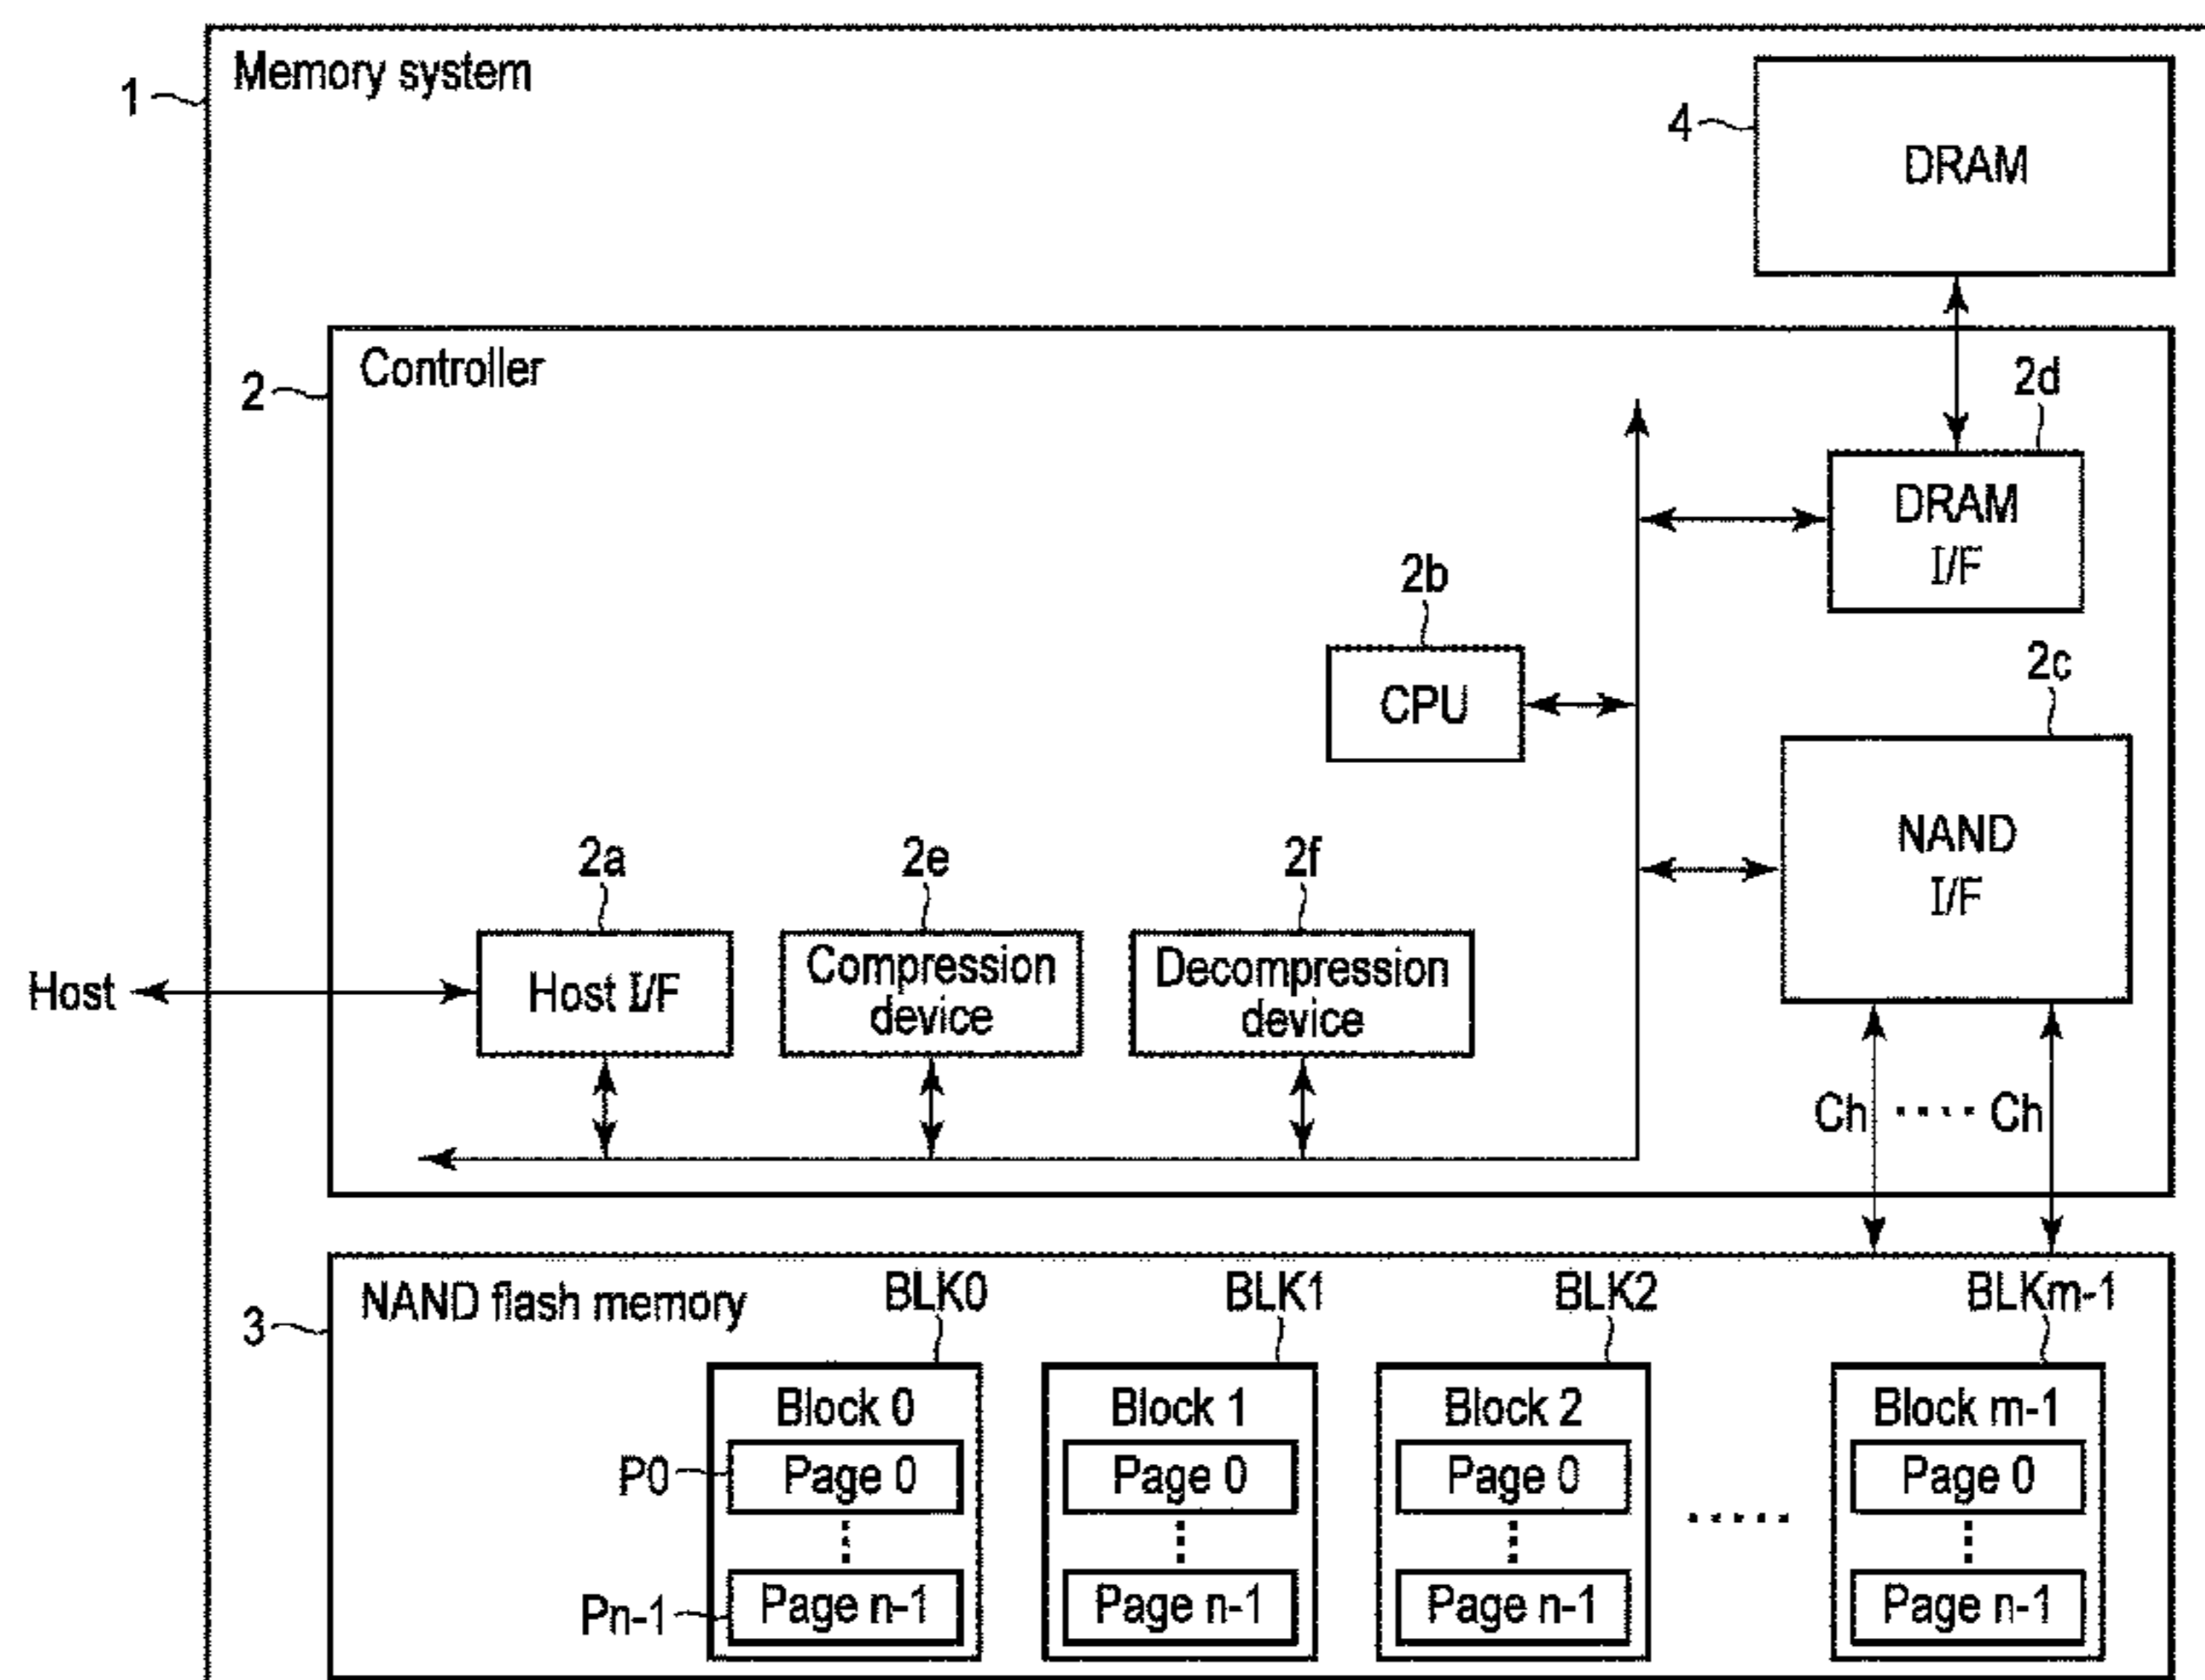 Memory system
1
4
DRAM
Controller
2
2d
DRAM
I/F
2b
CPU
2c
NAND
I/F
2a
2e
2f
Host
Host I/F
Compression
device
Decompression
device
Ch ···· Ch
NAND flash memory
3
BLK0
BLK1
BLK2
BLKm-1
Block 0
Block 1
Block 2
Block m-1
P0
Page 0
Page 0
Page 0
·····
Page 0
Pn-1
Page n-1
Page n-1
Page n-1
Page n-1